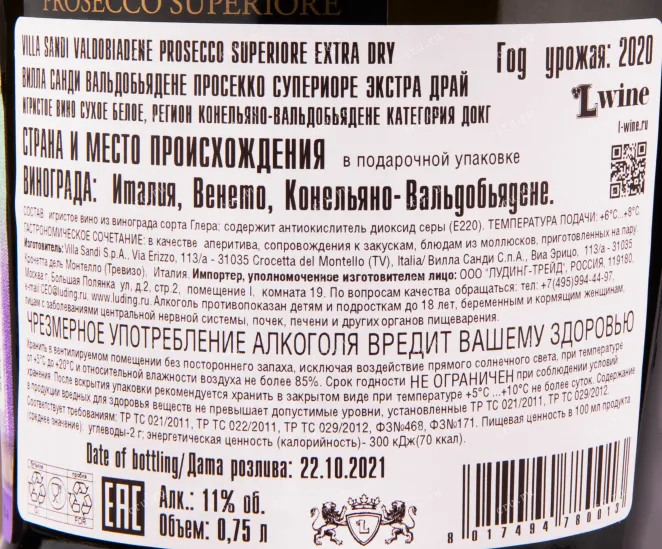 PROSECCO SUPERIORE
VILLA SANDI VALDOBIADENE PROSECCO SUPERIORE EXTRA DRY
Год урожая: 2020
ВИЛЛА САНДИ ВАЛЬДОБЬЯДЕНЕ ПРОСЕККО СУПЕРИОРЕ ЭКСТРА ДРАЙ
ИГРИСТОЕ ВИНО СУХОЕ БЕЛОЕ, РЕГИОН КОНЕЛЬЯНО-ВАЛЬДОБЬЯДЕНЕ КАТЕГОРИЯ ДОКГ
L wine
l-wine.ru
СТРАНА И МЕСТО ПРОИСХОЖДЕНИЯ в подарочной упаковке
ВИНОГРАДА: Италия, Венето, Конельяно-Вальдобьядене.
СОСТАВ игристое вино из винограда сорта Глера; содержит антиокислитель диоксид серы (E220). ТЕМПЕРАТУРА ПОДАЧИ: +6°C...+8°C.
ГАСТРОНОМИЧЕСКОЕ СОЧЕТАНИЕ: в качестве аперитива, сопровождения к закускам, блюдам из моллюсков, приготовленных на пару
Изготовитель: Villa Sandi S.p.A., Via Erizzo, 113/a - 31035 Crocetta del Montello (TV), Italia/ Вилла Санди С.п.А., Виа Эрицо, 113/а - 31035
Крочетта дель Монтелло (Тревизо), Италия. Импортер, уполномоченное изготовителем лицо: ООО "ЛУДИНГ-ТРЕЙД", РОССИЯ, 119180,
Москва г, Большая Полянка ул, д.2, стр.2, помещение I, комната 19. По вопросам качества обращаться: тел: +7(495)994-44-97.
e-mail CEO@luding.ru, www.luding.ru. Алкоголь противопоказан детям и подросткам до 18 лет, беременным и кормящим женщинам,
лицам с заболеваниями центральной нервной системы, почек, печени и других органов пищеварения.
ЧРЕЗМЕРНОЕ УПОТРЕБЛЕНИЕ АЛКОГОЛЯ ВРЕДИТ ВАШЕМУ ЗДОРОВЬЮ
Хранить в вентилируемом помещении без постороннего запаха, исключая воздействие прямого солнечного света, при температуре
от +5°C до +20°C и относительной влажности воздуха не более 85%. Срок годности НЕ ОГРАНИЧЕН при соблюдении условий
хранения. После вскрытия упаковки рекомендуется хранить в закрытом виде при температуре +5°C ...+10°C не более суток. Содержание
в продукции вредных для здоровья веществ не превышает допустимые уровни, установленные ТР ТС 021/2011, ТР ТС 029/2012.
Соответствует требованиям: ТР ТС 021/2011, ТР ТС 022/2011, ТР ТС 029/2012, ФЗ№468, ФЗ№171. Пищевая ценность в 100 мл продукта
(среднее значение): углеводы-2 г; энергетическая ценность (калорийность)- 300 кДж(70 ккал).
Date of bottling/Дата розлива: 22.10.2021
EAC
Алк.: 11% об.
Объем: 0,75 л
L
8 017494 780013